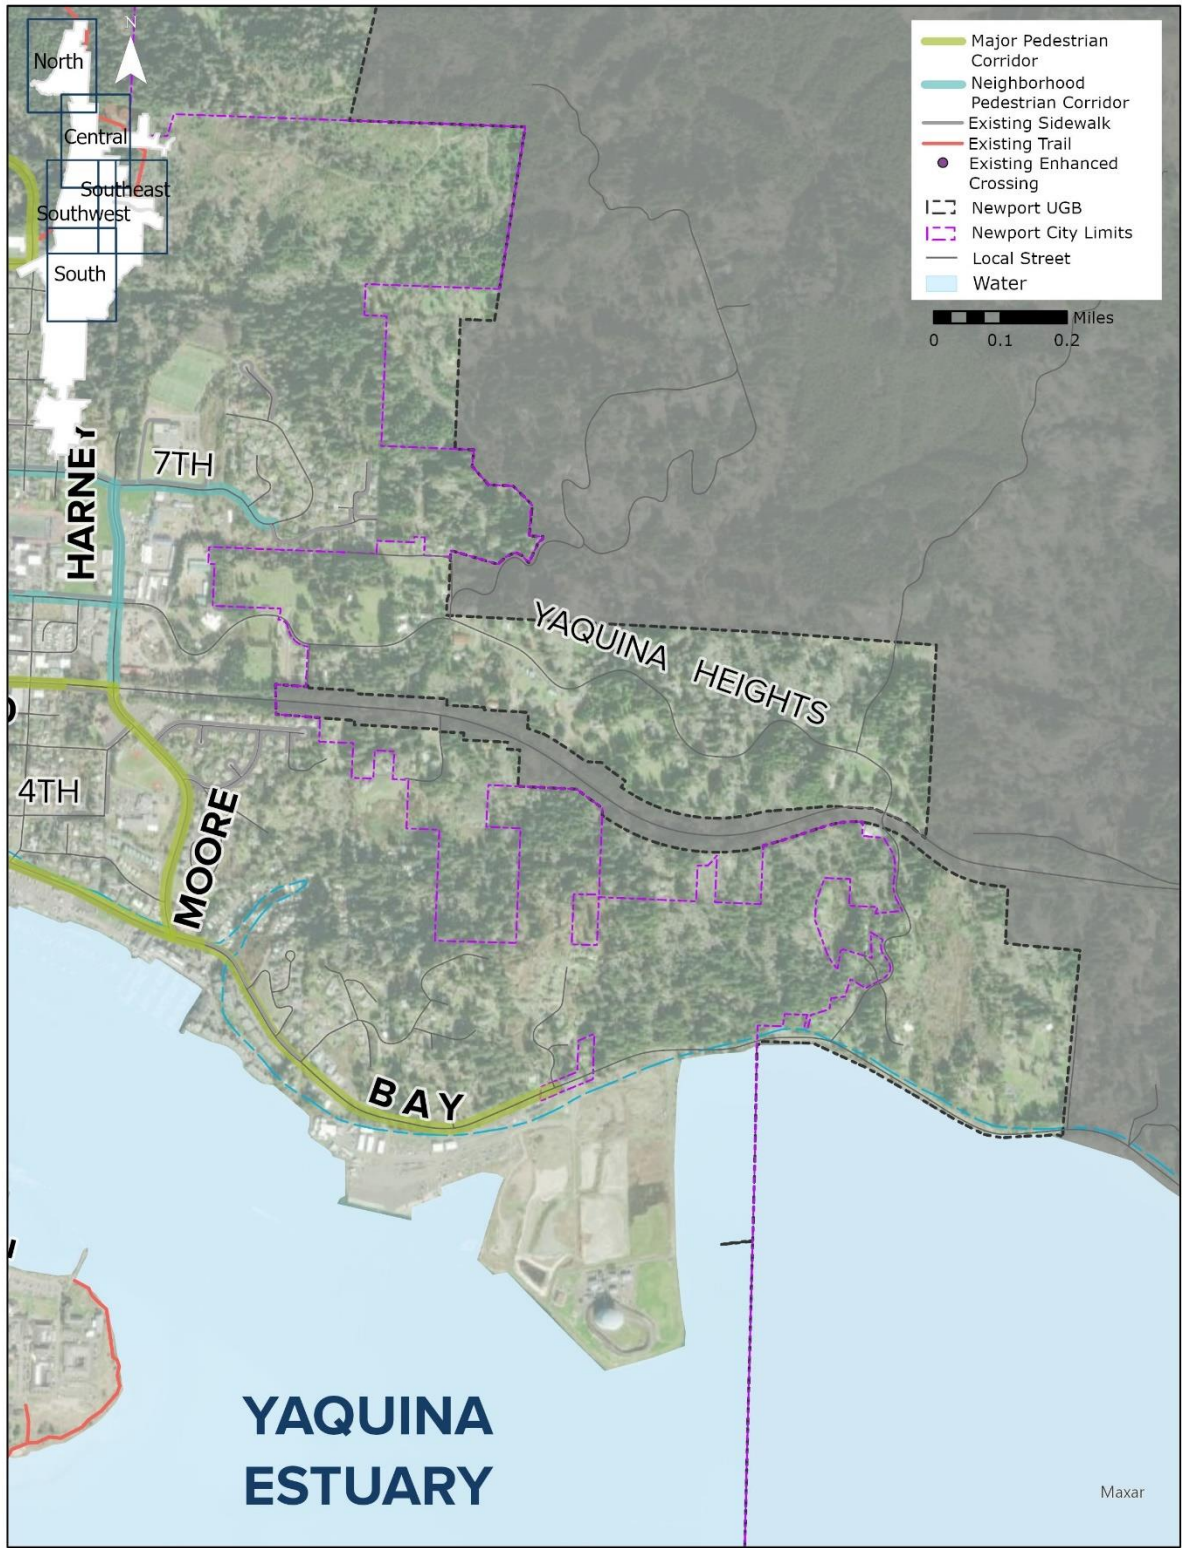 N
North
Central
Southeast
Southwest
South
Major Pedestrian
Corridor
Neighborhood
Pedestrian Corridor
Existing Sidewalk
Existing Trail
Existing Enhanced
Crossing
Newport UGB
Newport City Limits
Local Street
Water
Miles
0 0.1 0.2
HARNEY
7TH
YAQUINA HEIGHTS
4TH
MOORE
BAY
YAQUINA
ESTUARY
Maxar